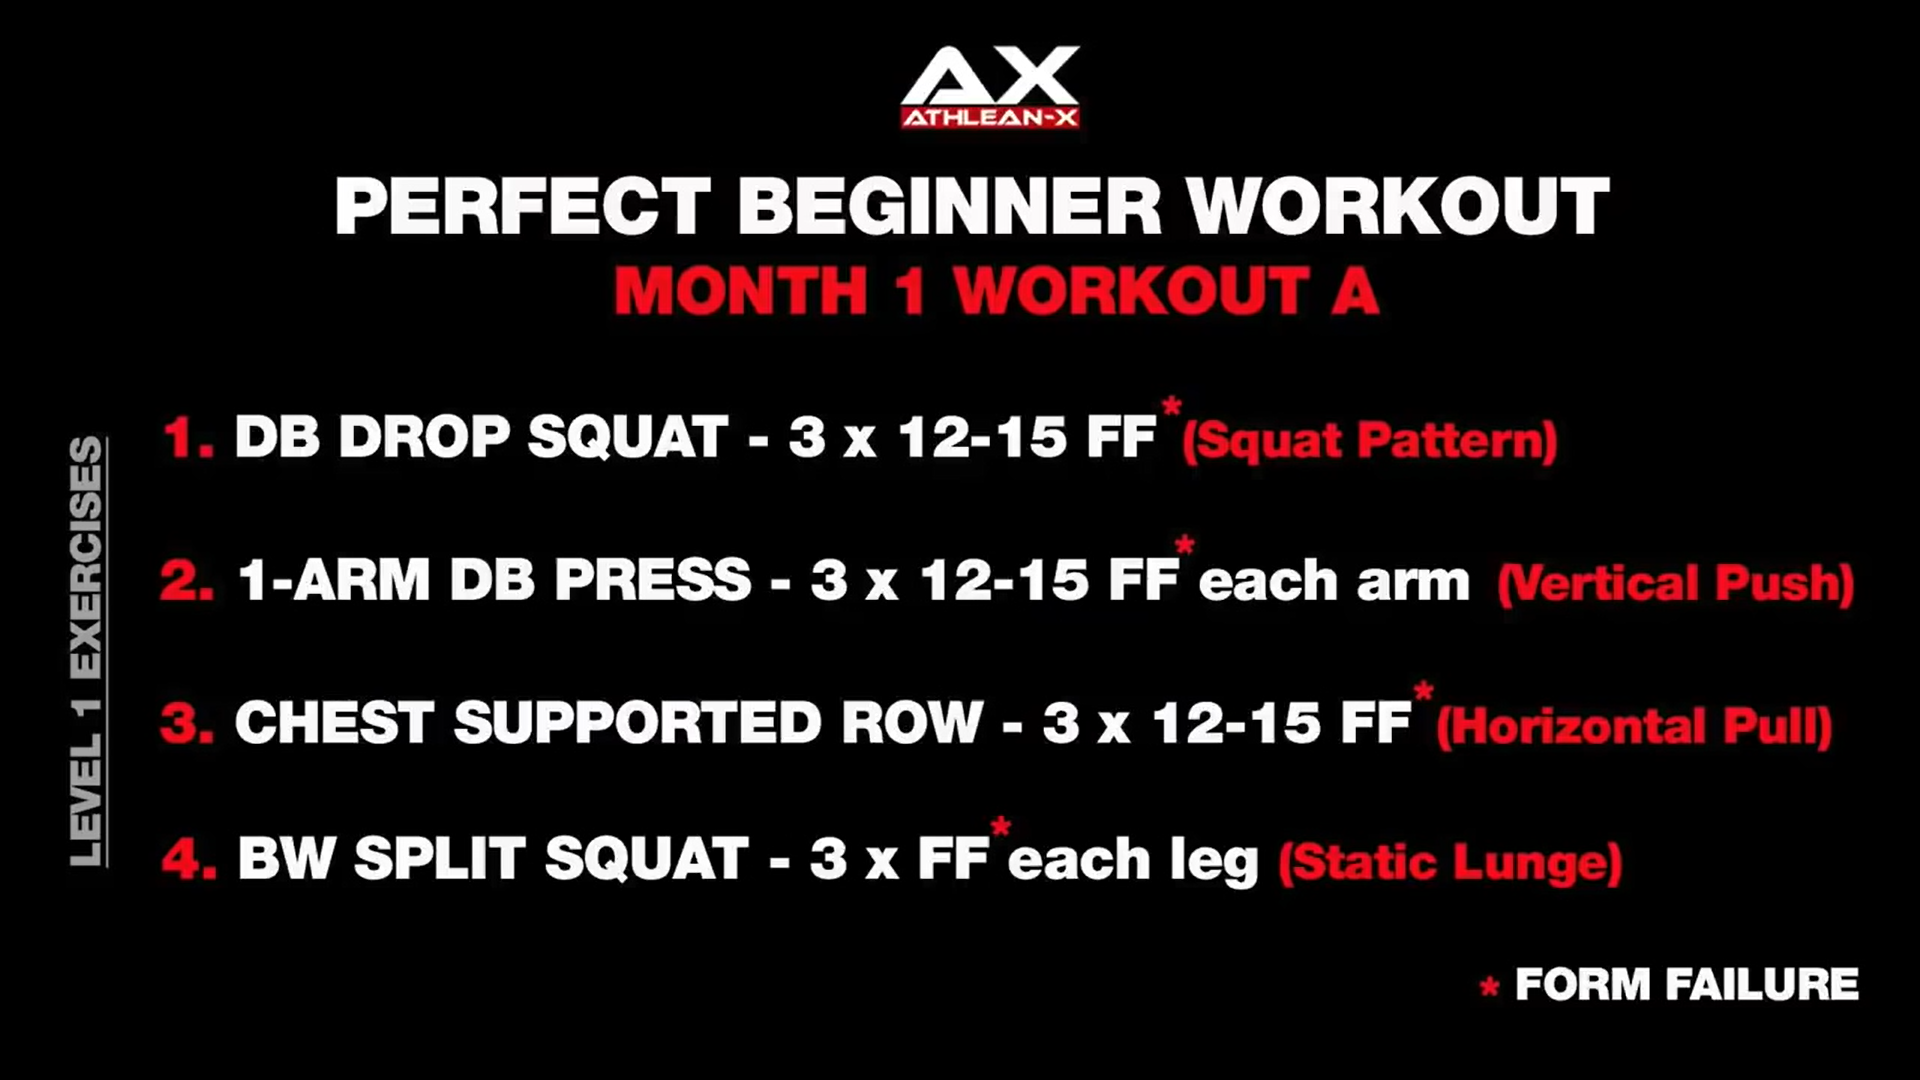 AX
ATHLEAN-X
PERFECT BEGINNER WORKOUT
MONTH 1 WORKOUT A
LEVEL 1 EXERCISES
1. DB DROP SQUAT - 3 x 12-15 FF* (Squat Pattern)
2. 1-ARM DB PRESS - 3 x 12-15 FF* each arm (Vertical Push)
3. CHEST SUPPORTED ROW - 3 x 12-15 FF* (Horizontal Pull)
4. BW SPLIT SQUAT - 3 x FF* each leg (Static Lunge)
* FORM FAILURE